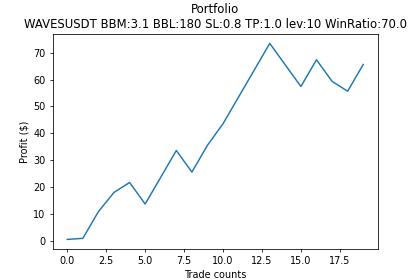 Portfolio
WAVESUSDT BBM:3.1 BBL:180 SL:0.8 TP:1.0 lev:10 WinRatio:70.0
70
60
50
40
30
20
10
0
Profit ($)
0.0 2.5 5.0 7.5 10.0 12.5 15.0 17.5
Trade counts